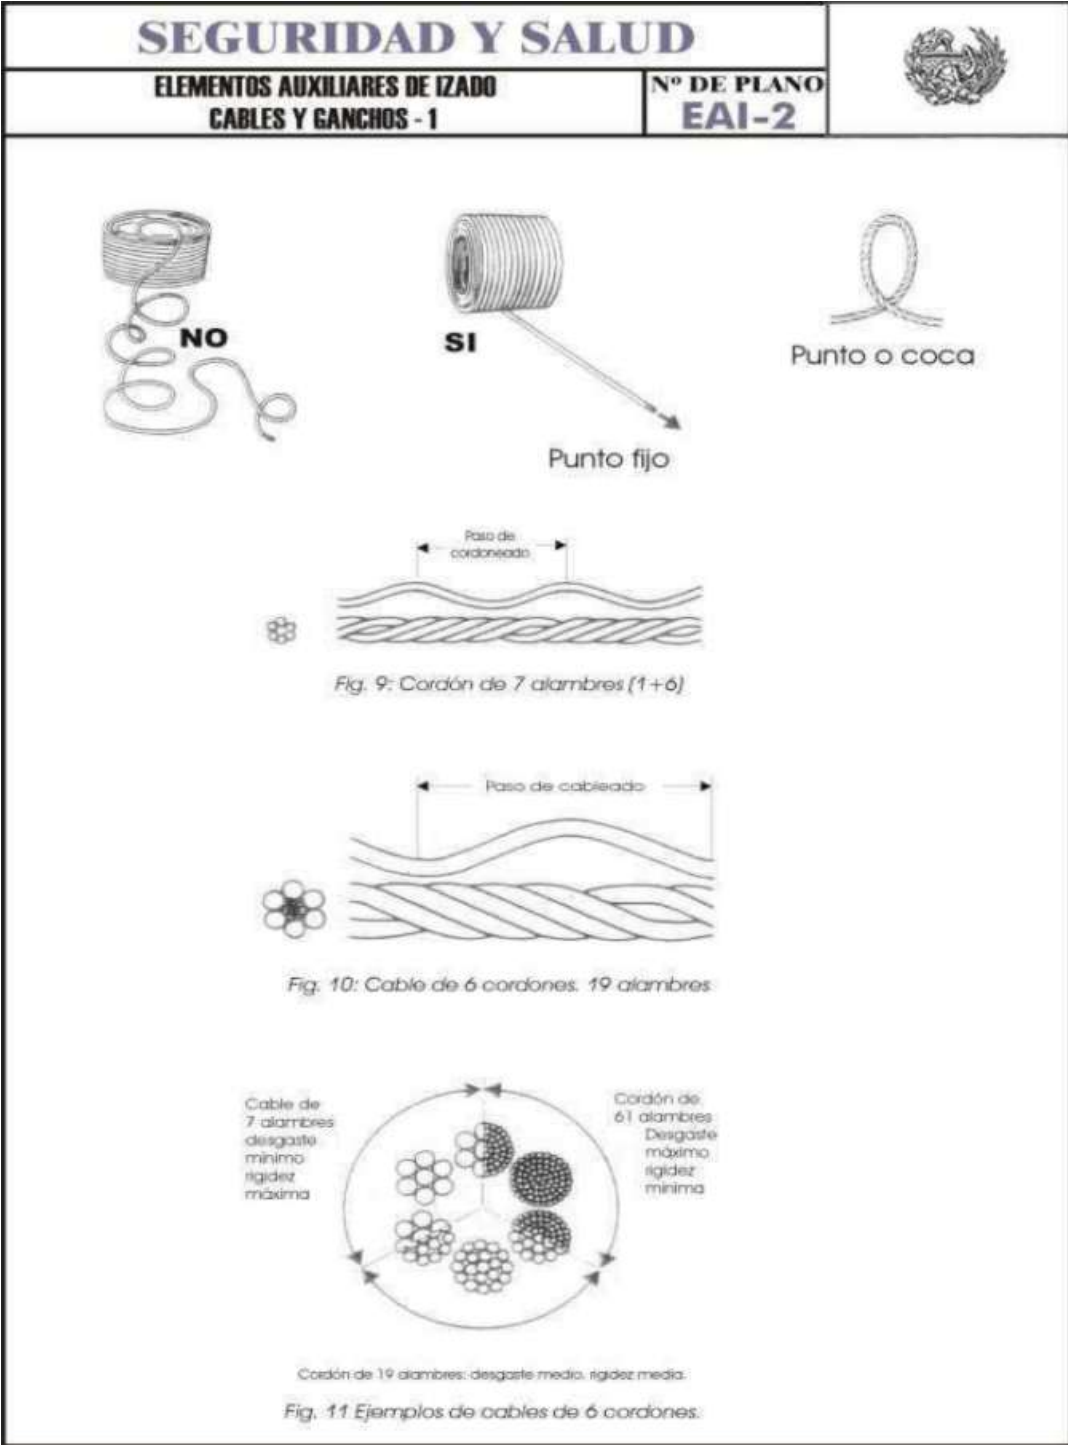 SEGURIDAD Y SALUD
ELEMENTOS AUXILIARES DE IZADO
CABLES Y GANCHOS - 1
Nº DE PLANO
EAI-2
NO
SI
Punto fijo
Punto o coca
Paso de
cordoneado
Fig. 9: Cordón de 7 alambres (1+6)
Paso de cableado
Fig. 10: Cable de 6 cordones. 19 alambres
Cable de
7 alambres
desgaste
mínimo
rigidez
máxima
Cordón de
61 alambres
Desgaste
máximo
rigidez
mínima
Cordón de 19 alambres: desgaste medio, rigidez media.
Fig. 11 Ejemplos de cables de 6 cordones.